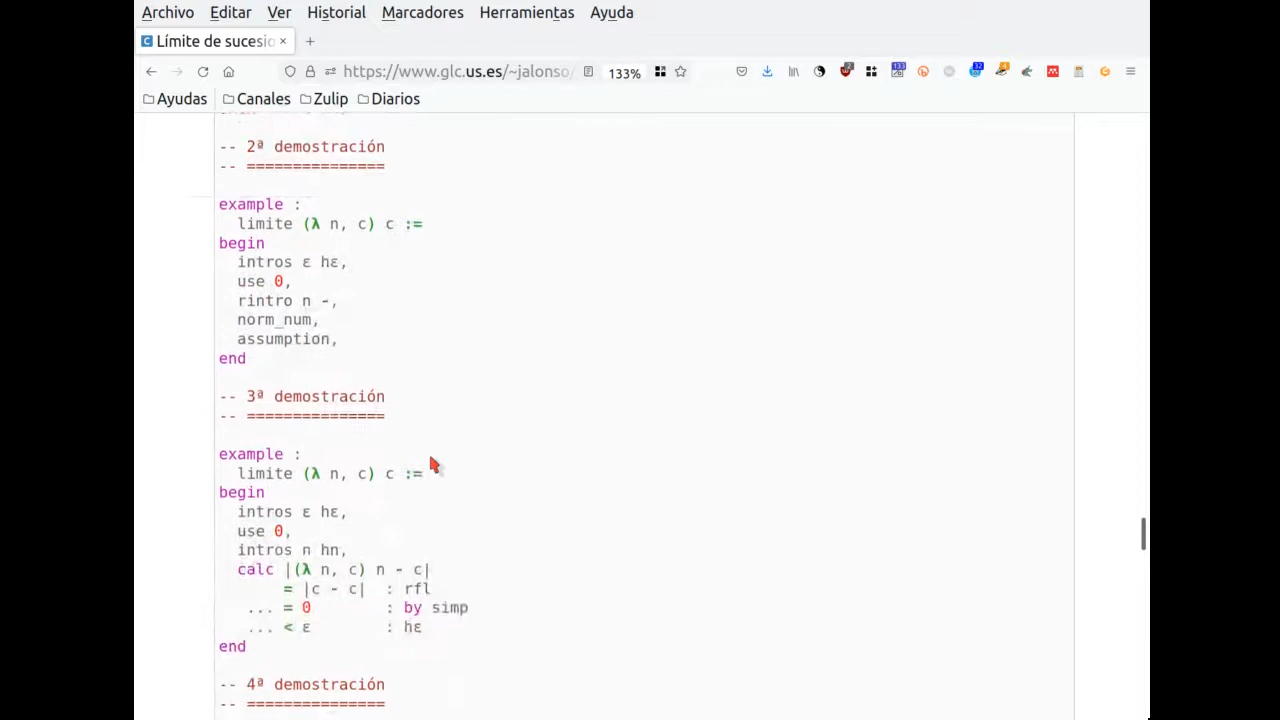 Archivo Editar Ver Historial Marcadores Herramientas Ayuda
Límite de sucesio × +
https://www.glc.us.es/~jalonso/ 133%
Ayudas Canales Zulip Diarios
-- 2ª demostración
-- ===============
example :
  limite (λ n, c) c :=
begin
  intros ε hε,
  use 0,
  rintro n -,
  norm_num,
  assumption,
end
-- 3ª demostración
-- ===============
example :
  limite (λ n, c) c :=
begin
  intros ε hε,
  use 0,
  intros n hn,
  calc |(λ n, c) n - c|
       = |c - c|  : rfl
   ... = 0        : by simp
   ... < ε        : hε
end
-- 4ª demostración
-- ===============